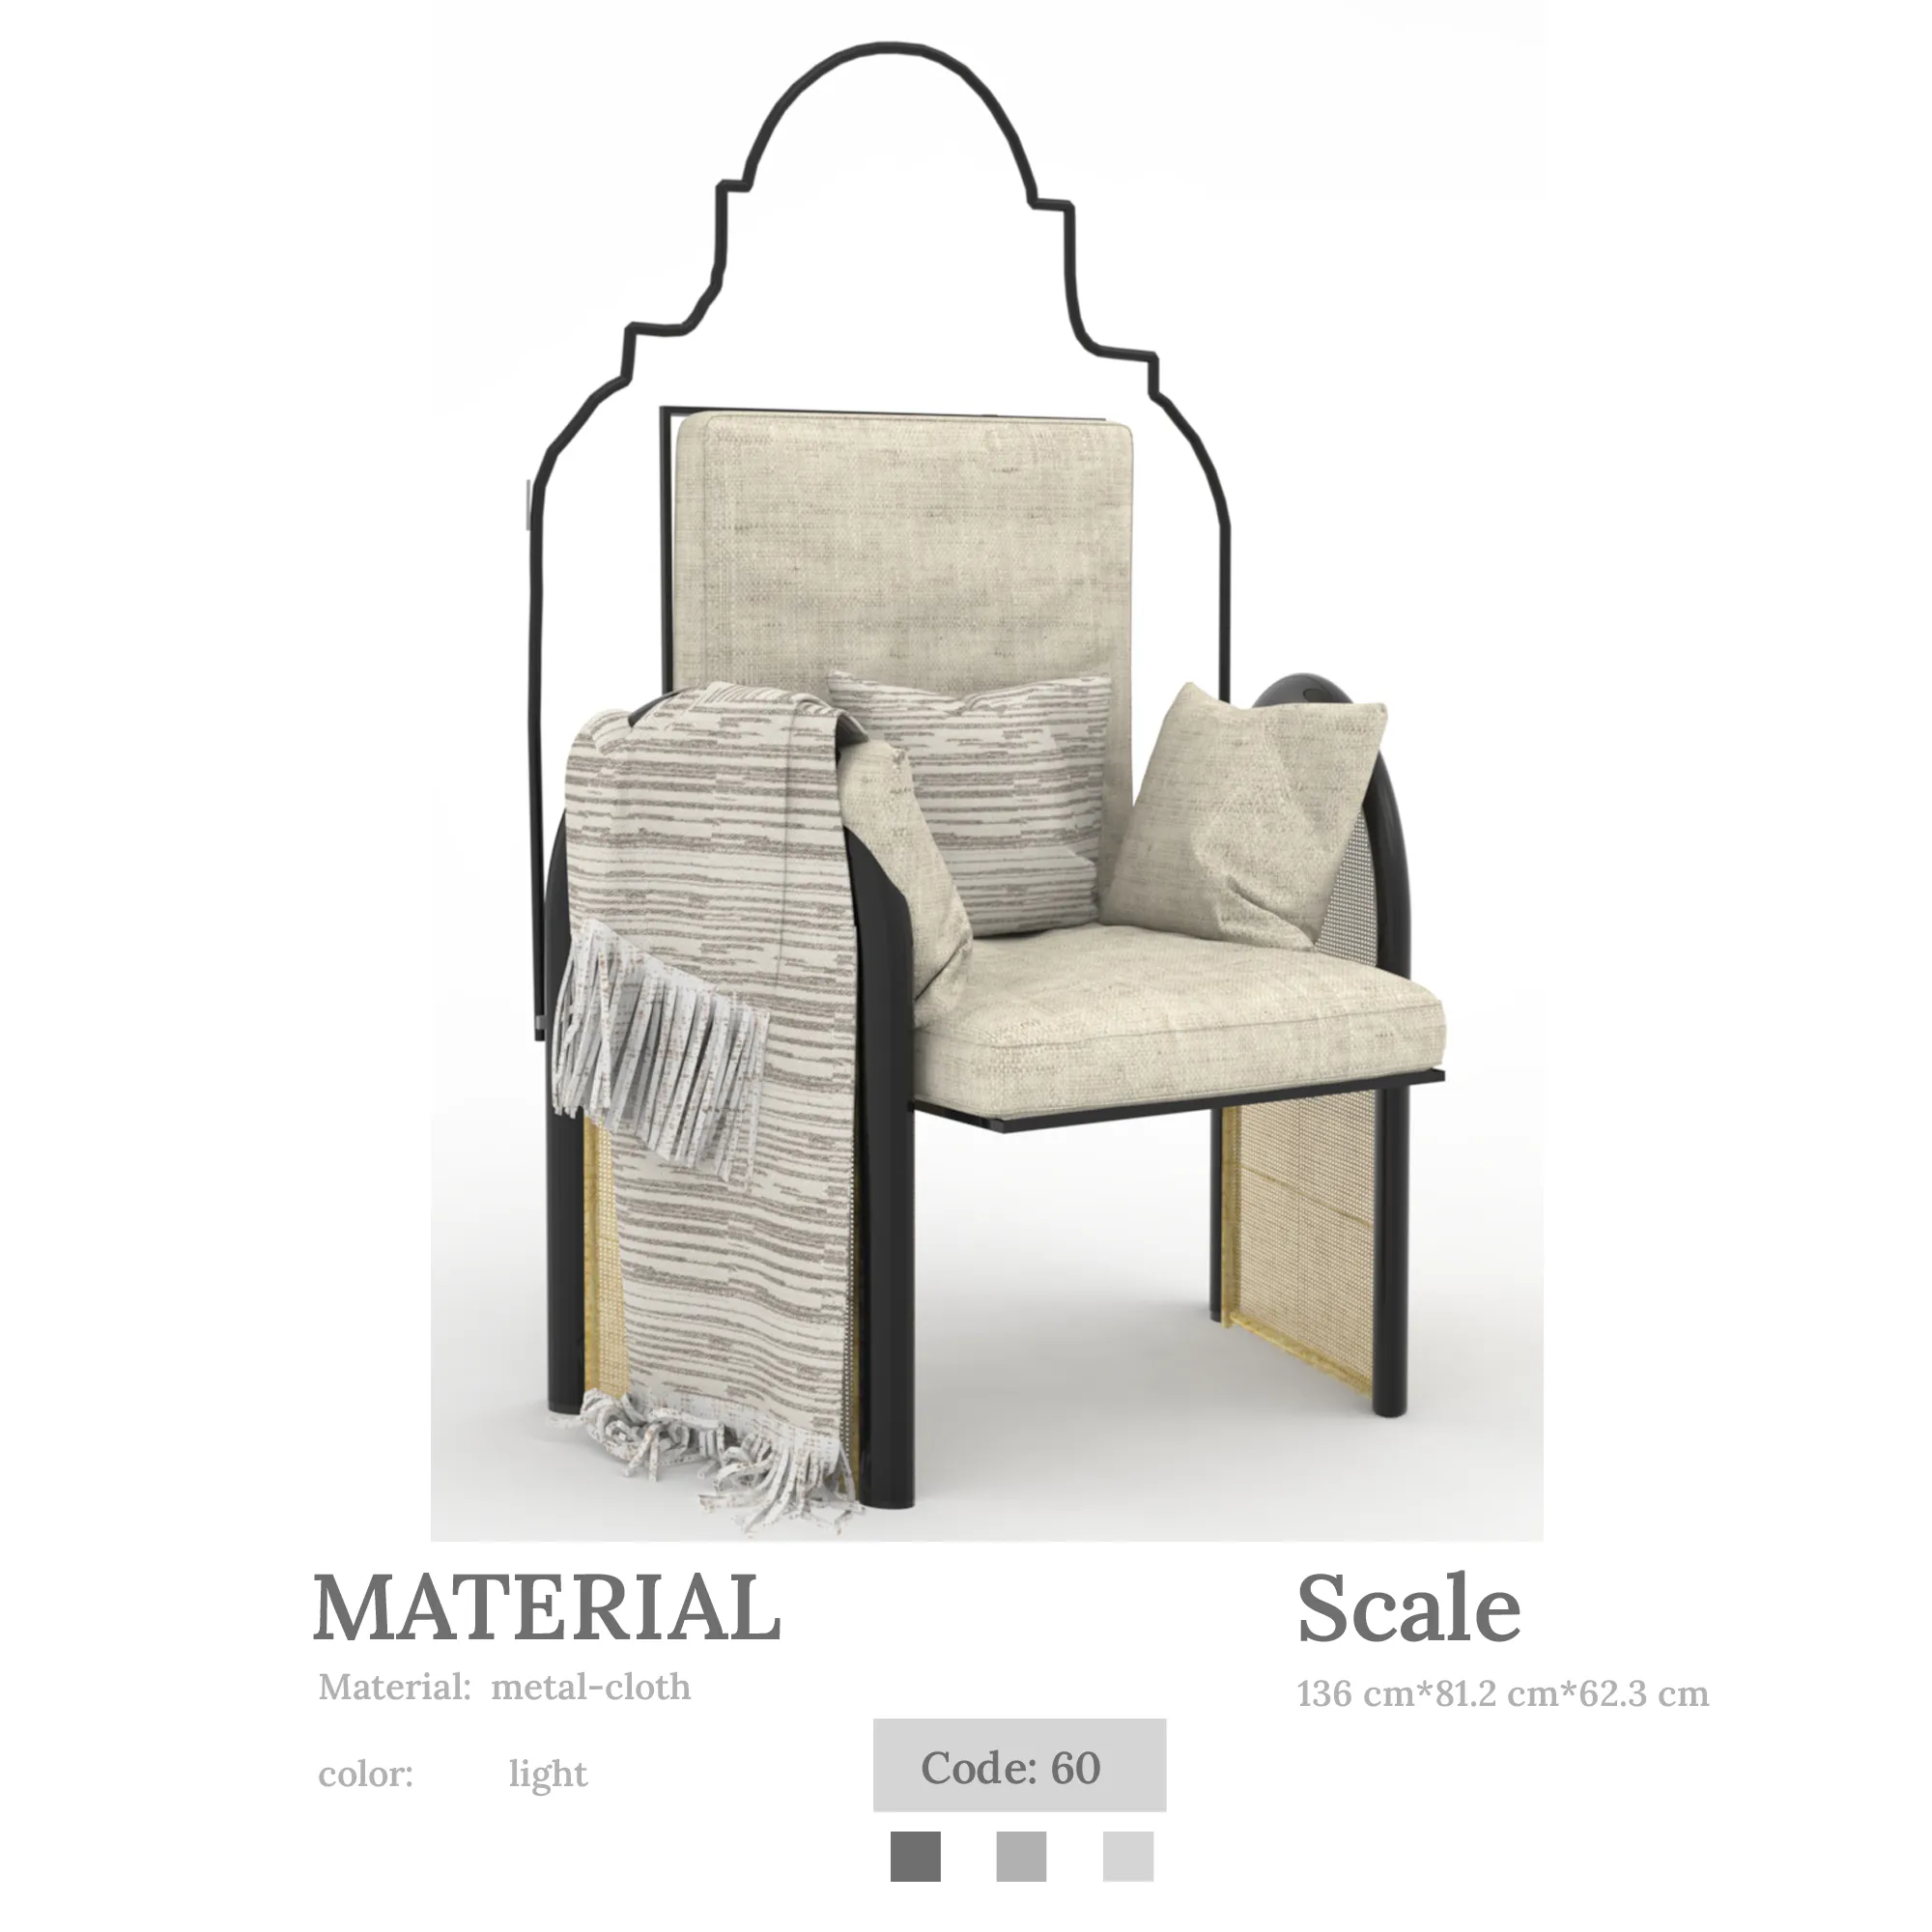 MATERIAL
Material: metal-cloth
color: light
Scale
136 cm*81.2 cm*62.3 cm
Code: 60